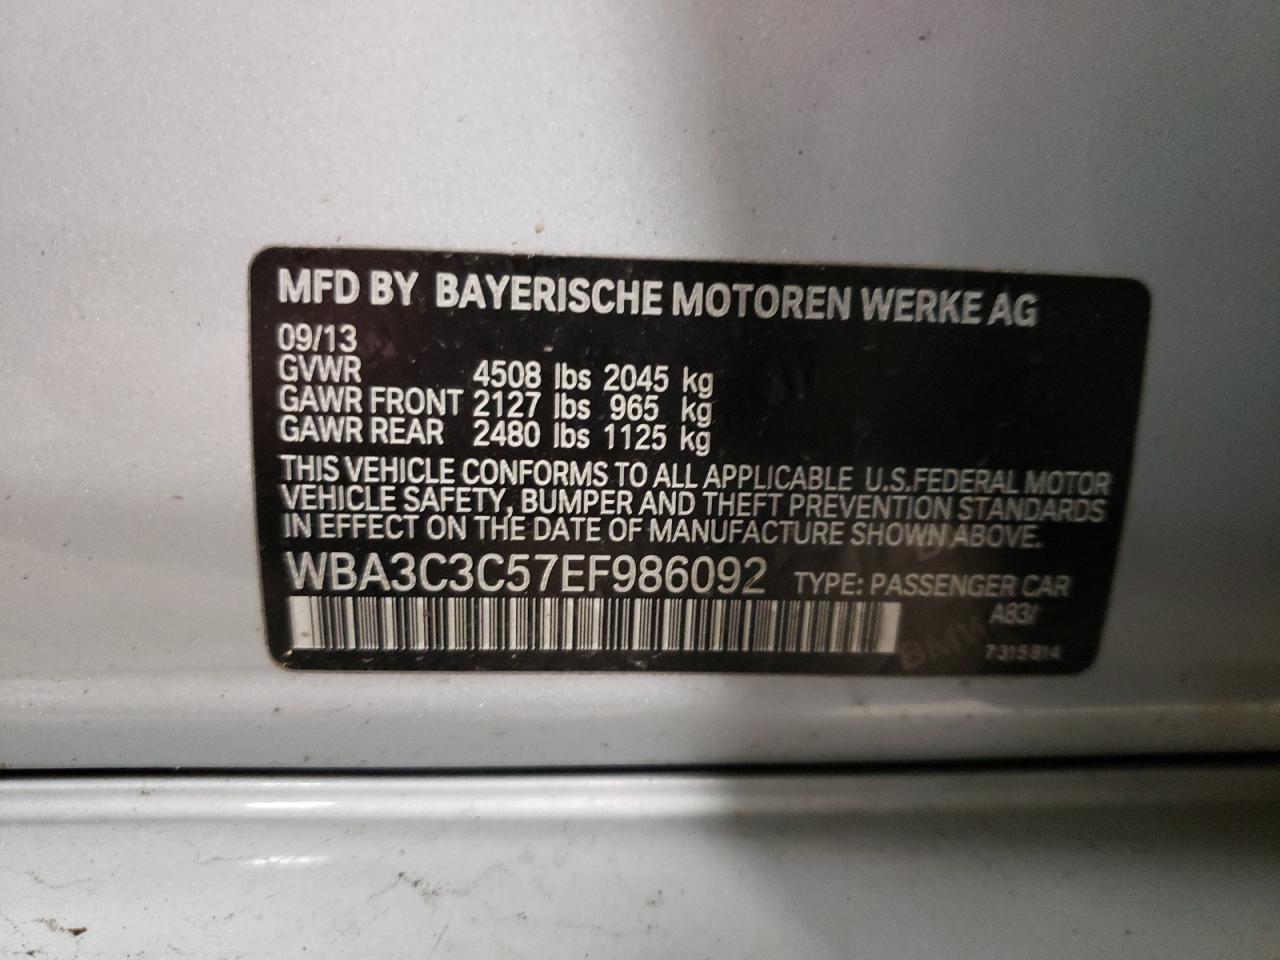 MFD BY BAYERISCHE MOTOREN WERKE AG
09/13
GVWR 4508 lbs 2045 kg
GAWR FRONT 2127 lbs 965 kg
GAWR REAR 2480 lbs 1125 kg
THIS VEHICLE CONFORMS TO ALL APPLICABLE U.S.FEDERAL MOTOR
VEHICLE SAFETY, BUMPER AND THEFT PREVENTION STANDARDS
IN EFFECT ON THE DATE OF MANUFACTURE SHOWN ABOVE.
WBA3C3C57EF986092 TYPE: PASSENGER CAR
A83/
BMW 7315814